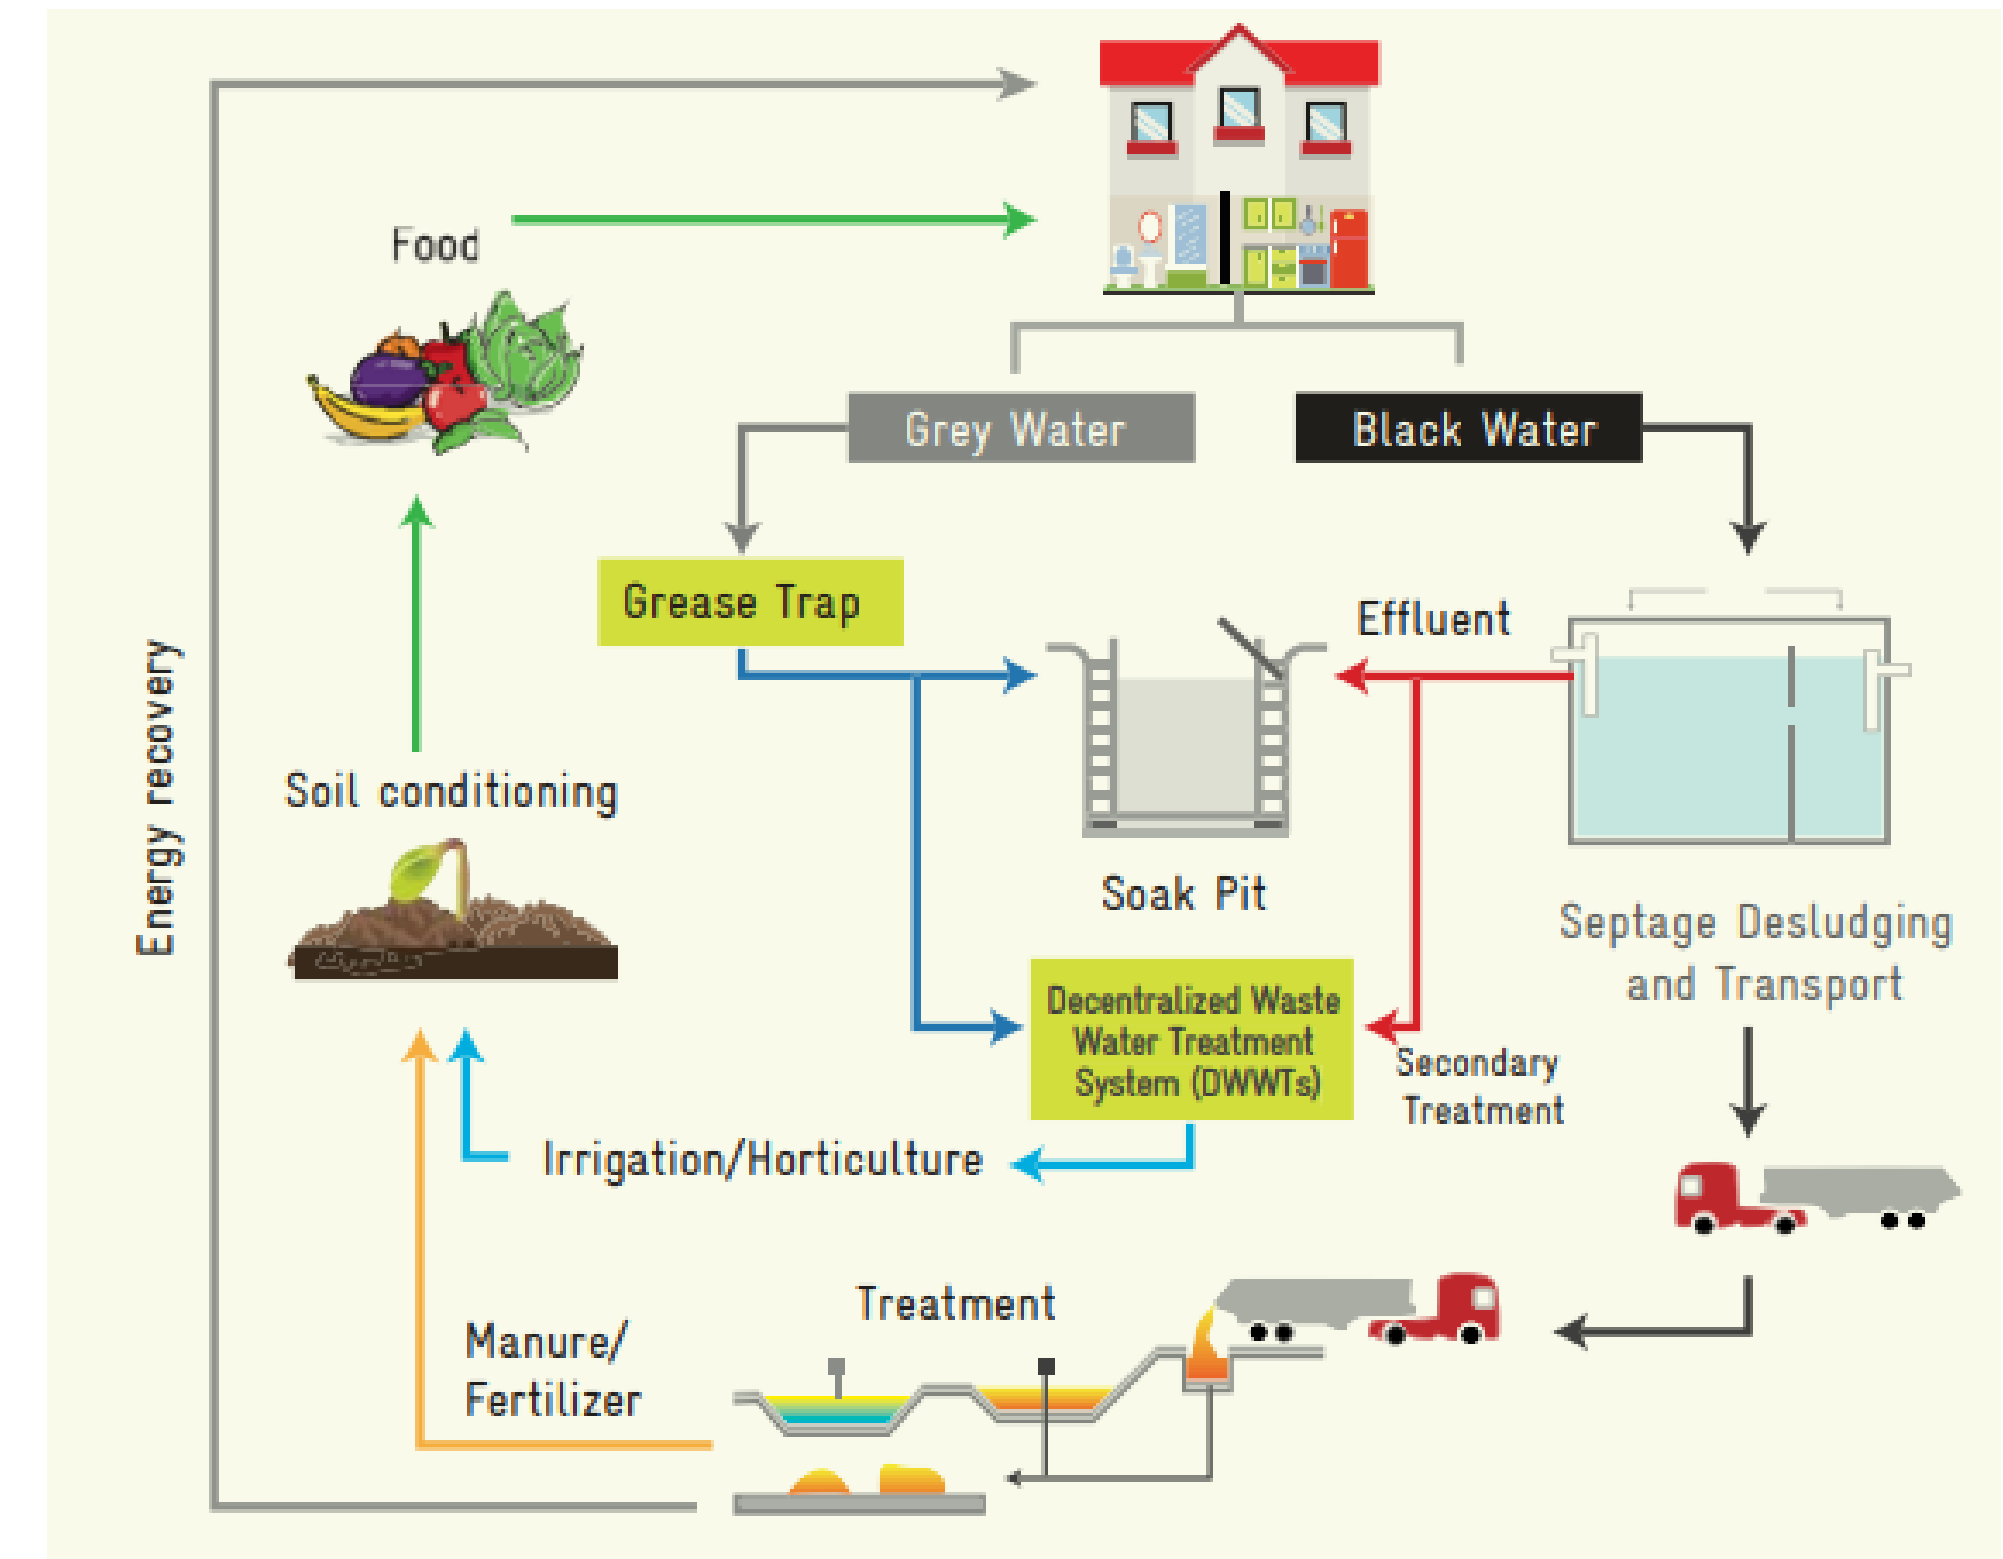 Food
Grey Water
Black Water
Grease Trap
Effluent
Energy recovery
Soil conditioning
Soak Pit
Septage Desludging
and Transport
Decentralized Waste
Water Treatment
System (DWWTs)
Secondary
Treatment
Irrigation/Horticulture
Treatment
Manure/
Fertilizer